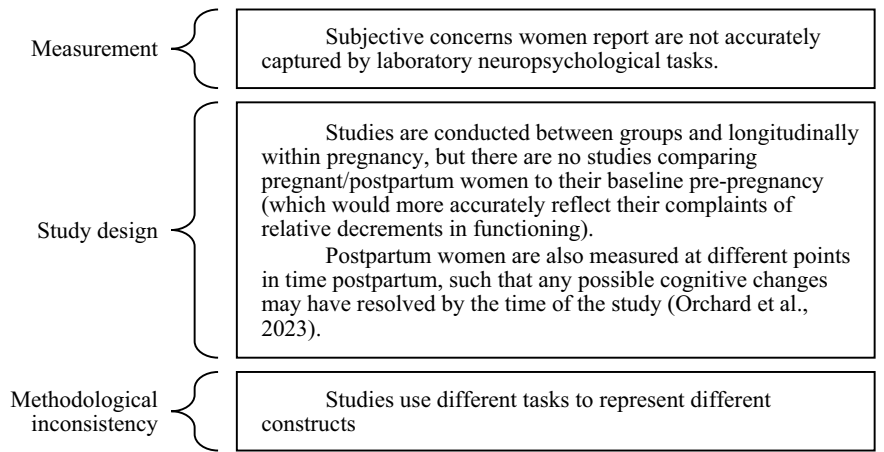 Measurement
Subjective concerns women report are not accurately
captured by laboratory neuropsychological tasks.
Study design
Studies are conducted between groups and longitudinally
within pregnancy, but there are no studies comparing
pregnant/postpartum women to their baseline pre-pregnancy
(which would more accurately reflect their complaints of
relative decrements in functioning).
Postpartum women are also measured at different points
in time postpartum, such that any possible cognitive changes
may have resolved by the time of the study (Orchard et al.,
2023).
Methodological
inconsistency
Studies use different tasks to represent different
constructs